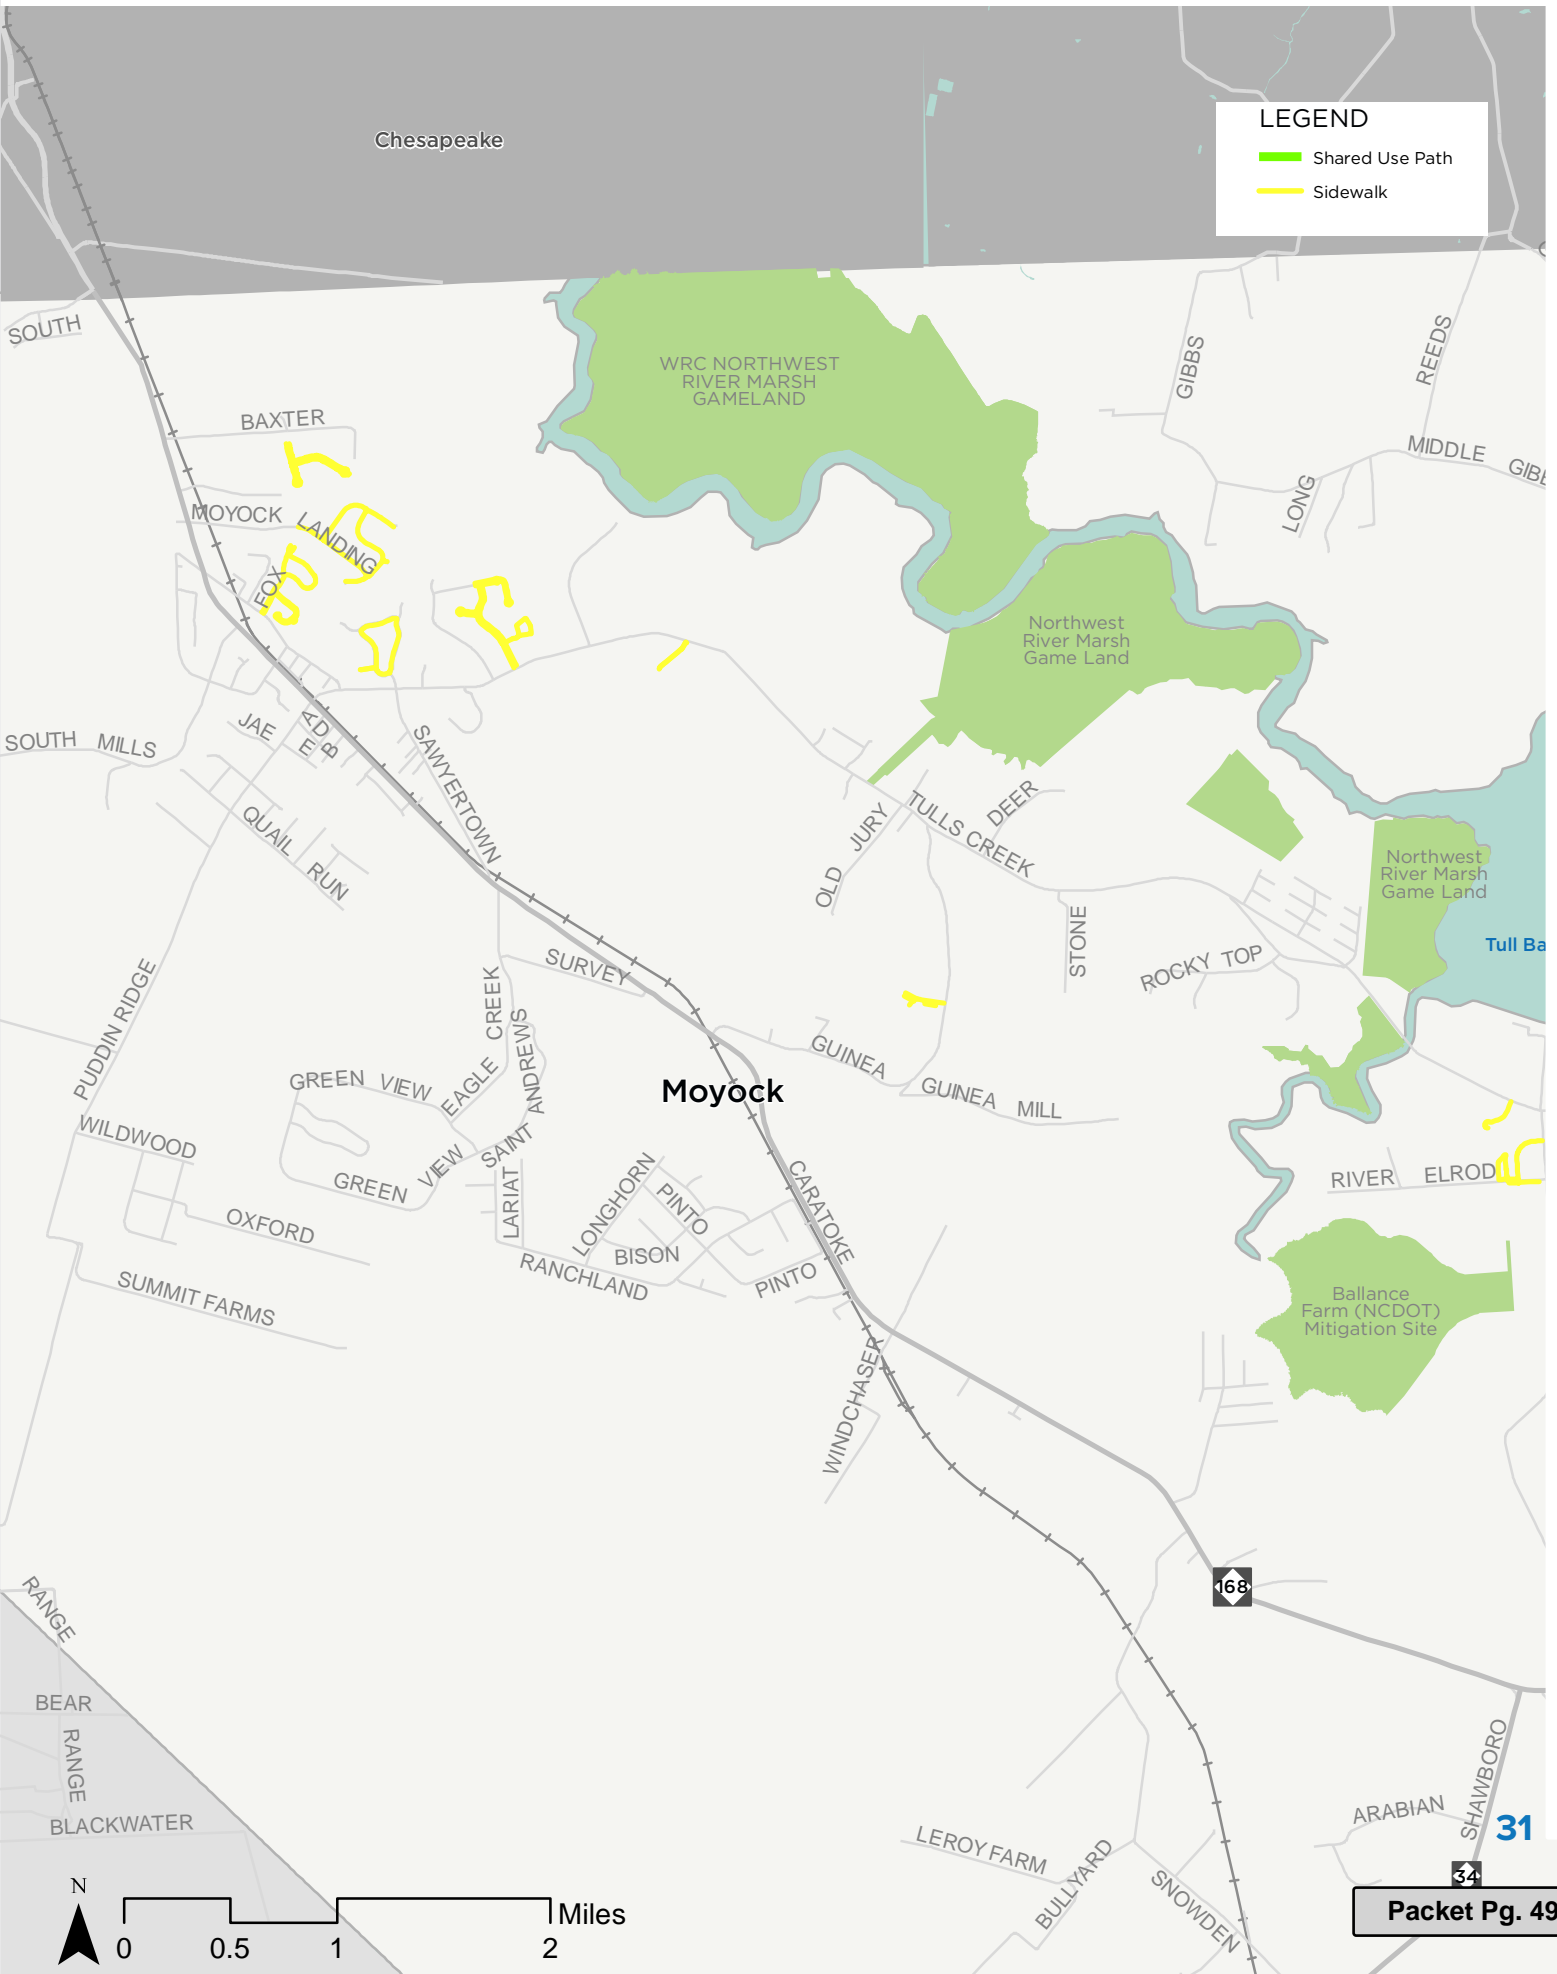 Chesapeake
LEGEND
Shared Use Path
Sidewalk
SOUTH
WRC NORTHWEST
RIVER MARSH
GAMELAND
GIBBS
REEDS
BAXTER
MIDDLE GIBB
LONG
MOYOCK LANDING
FOX
Northwest
River Marsh
Game Land
SOUTH MILLS
JAE
ADB
E
SAWYERTOWN
QUAIL RUN
OLD JURY
TULLS CREEK
DEER
Northwest
River Marsh
Game Land
Tull Ba
STONE
ROCKY TOP
SURVEY
PUDDIN RIDGE
EAGLE CREEK
SAINT ANDREWS
GUINEA
GUINEA MILL
Moyock
GREEN VIEW
WILDWOOD
GREEN VIEW
LARIAT
LONGHORN
PINTO
CARATOKE
RIVER ELROD
OXFORD
BISON
RANCHLAND
PINTO
SUMMIT FARMS
Ballance
Farm (NCDOT)
Mitigation Site
WINDCHASER
168
RANGE
BEAR
RANGE
BLACKWATER
SHAWBORO
ARABIAN
31
LEROY FARM
BULLYARD
SNOWDEN
34
Packet Pg. 49
N
Miles
0 0.5 1 2